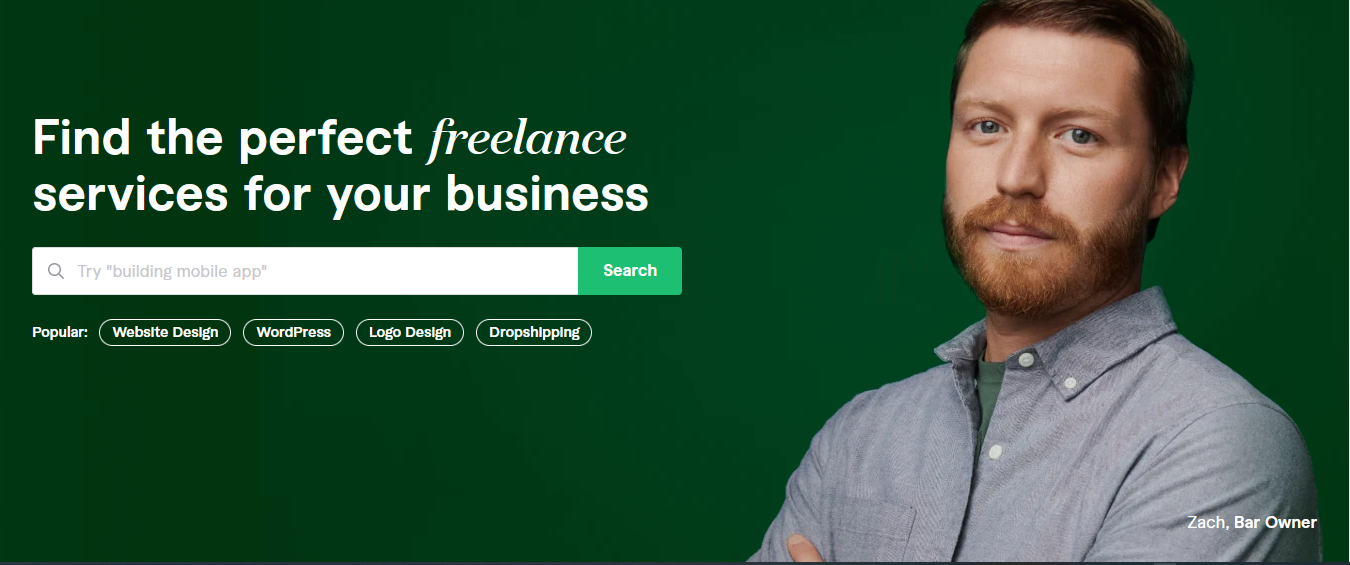 Find the perfect freelance
services for your business
Try "building mobile app"
Search
Popular:
Website Design
WordPress
Logo Design
Dropshipping
Zach, Bar Owner